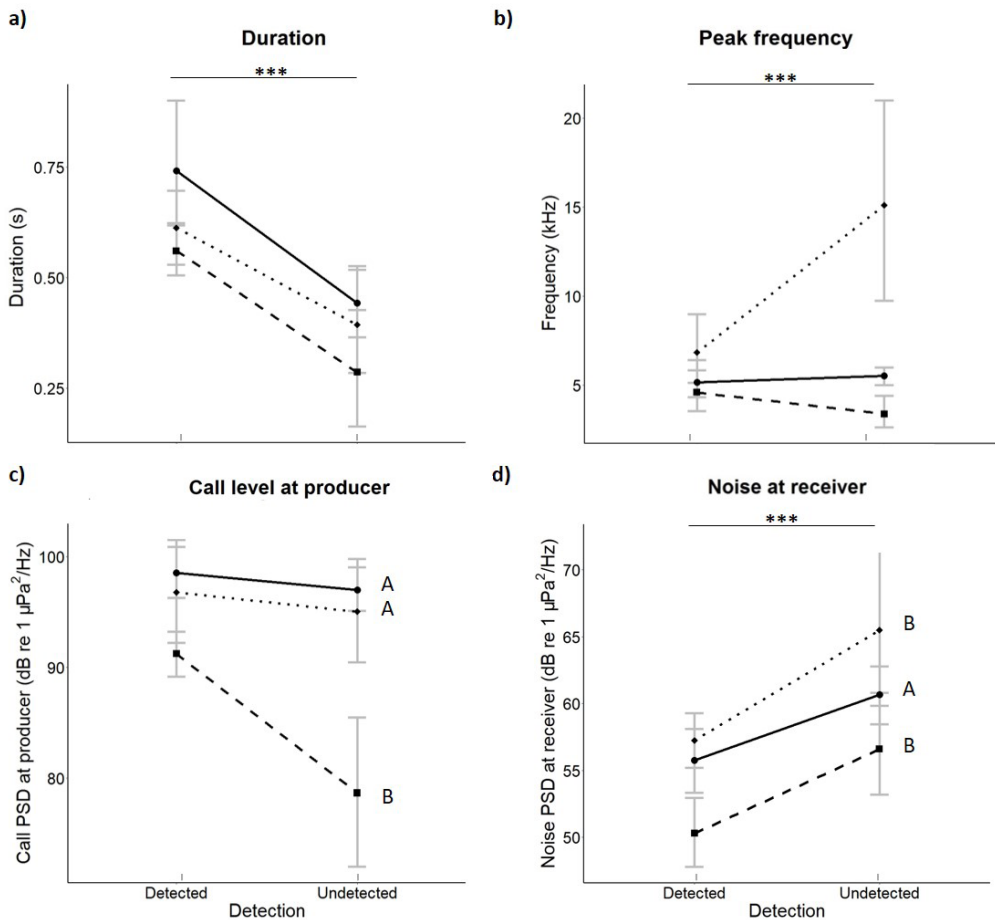 a)
Duration
***
0.75
0.50
0.25
Duration (s)
b)
Peak frequency
***
20
15
10
5
Frequency (kHz)
c)
Call level at producer
100
90
80
Call PSD at producer (dB re 1 µPa²/Hz)
A
A
B
Detected Undetected
Detection
d)
Noise at receiver
***
70
65
60
55
50
Noise PSD at receiver (dB re 1 µPa²/Hz)
B
A
B
Detected Undetected
Detection